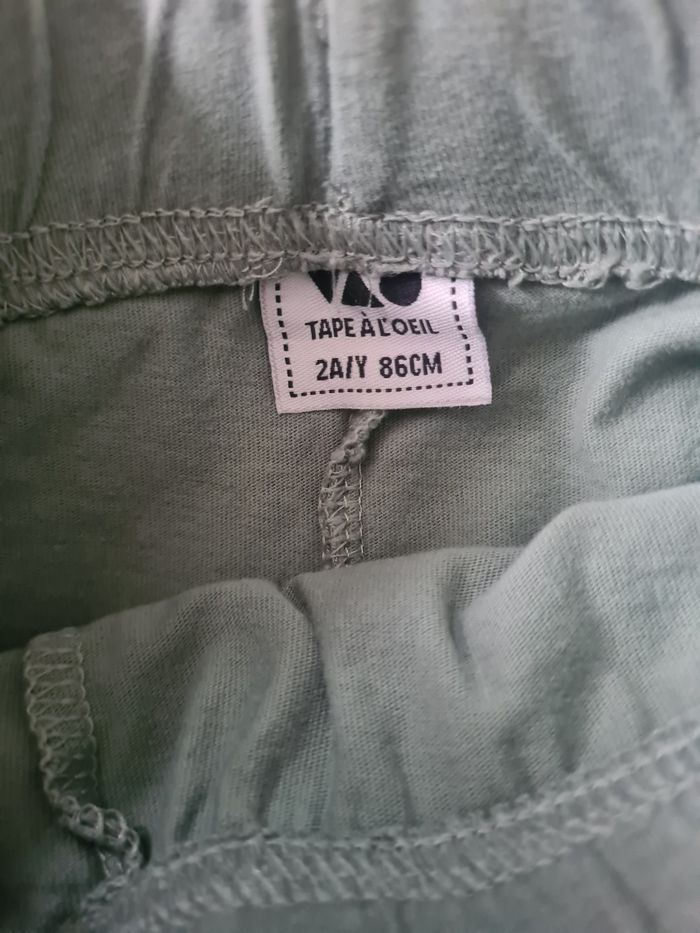 TAPE À L'OEIL
2A/Y 86CM